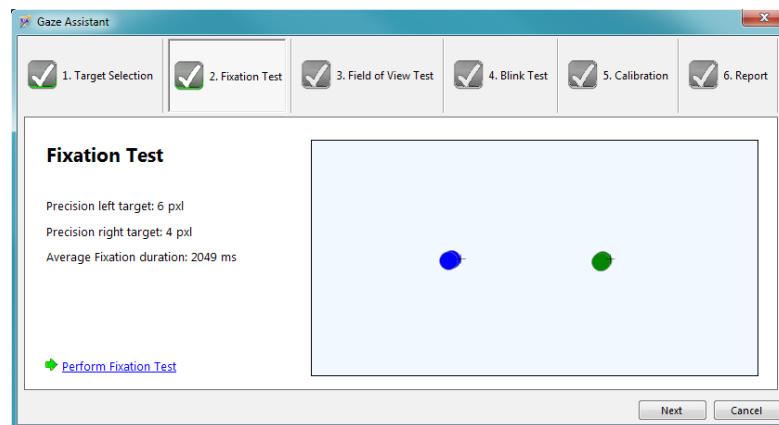 Gaze Assistant
1. Target Selection
2. Fixation Test
3. Field of View Test
4. Blink Test
5. Calibration
6. Report
Fixation Test
Precision left target: 6 pxl
Precision right target: 4 pxl
Average Fixation duration: 2049 ms
Perform Fixation Test
Next
Cancel